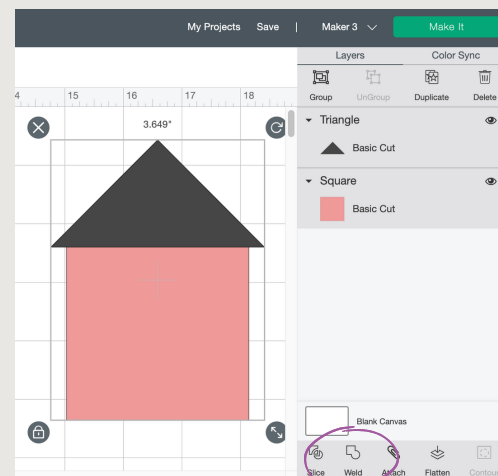 My Projects Save | Maker 3 Make It
Layers Color Sync
Group UnGroup Duplicate Delete
4 15 16 17 18
3.649"
Triangle
Basic Cut
Square
Basic Cut
Blank Canvas
Slice Weld Attach Flatten Contour